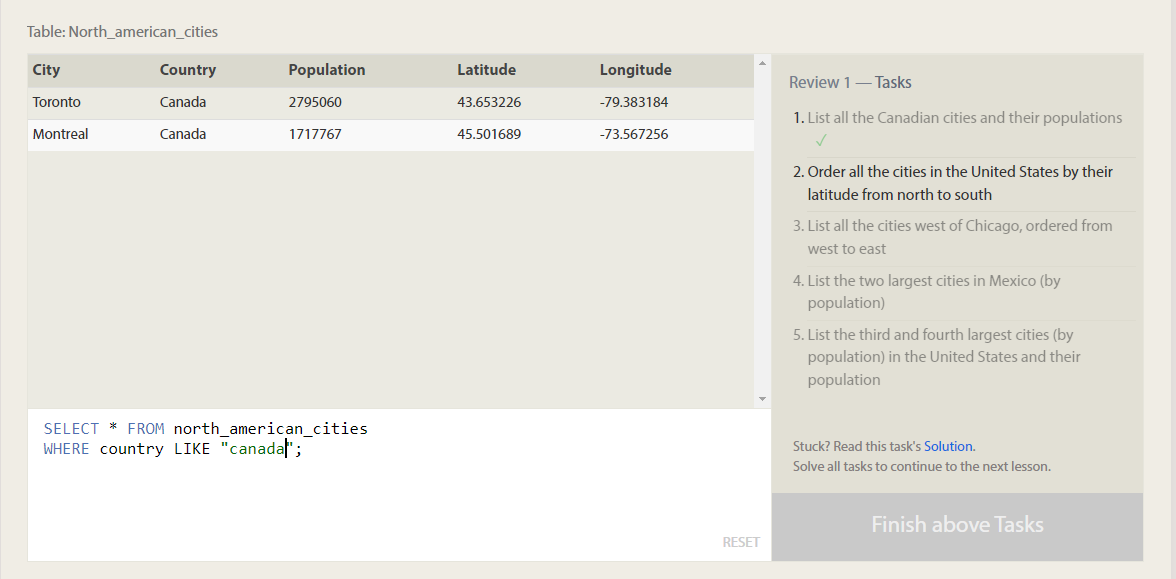 Table: North_american_cities
City Country Population Latitude Longitude
Toronto Canada 2795060 43.653226 -79.383184
Montreal Canada 1717767 45.501689 -73.567256
SELECT * FROM north_american_cities
WHERE country LIKE "canada";
RESET
Review 1 — Tasks
1. List all the Canadian cities and their populations
✓
2. Order all the cities in the United States by their
latitude from north to south
3. List all the cities west of Chicago, ordered from
west to east
4. List the two largest cities in Mexico (by
population)
5. List the third and fourth largest cities (by
population) in the United States and their
population
Stuck? Read this task's Solution.
Solve all tasks to continue to the next lesson.
Finish above Tasks